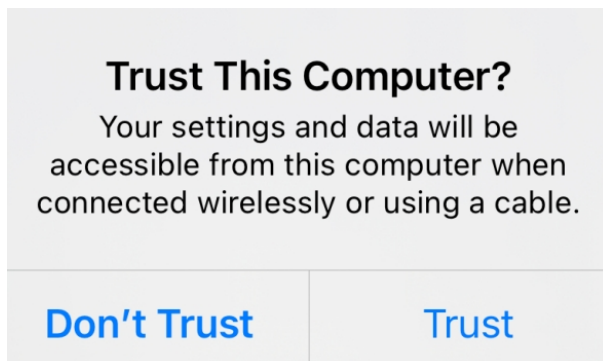 Trust This Computer?
Your settings and data will be
accessible from this computer when
connected wirelessly or using a cable.
Don’t Trust
Trust